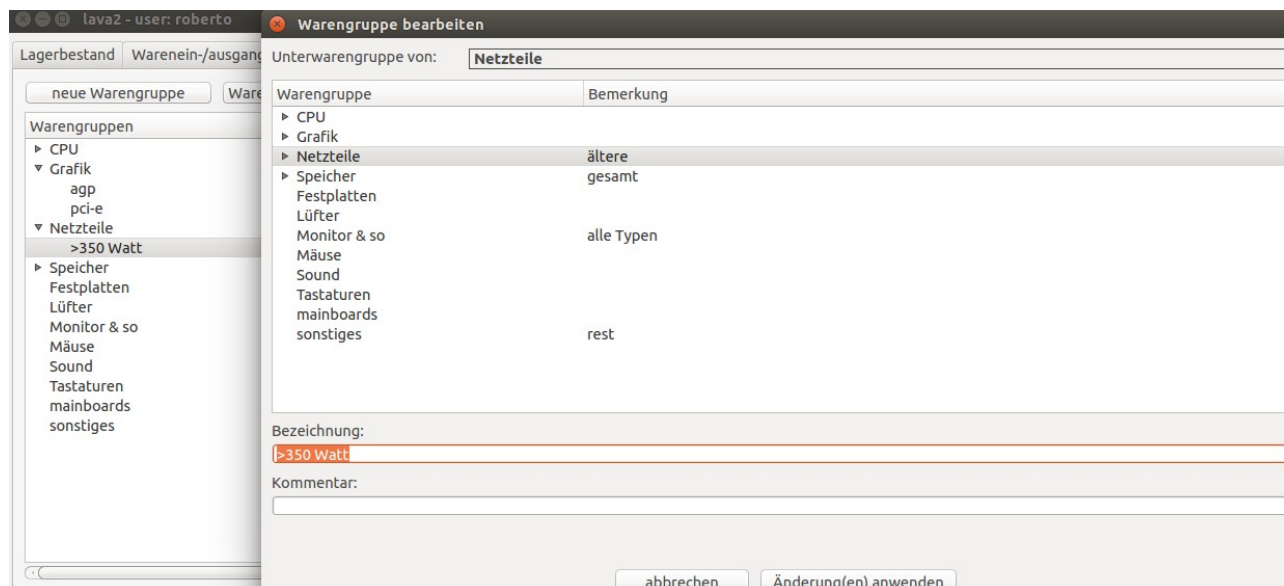 lava2 - user: roberto
Lagerbestand Warenein-/ausgang
neue Warengruppe
Warengruppen
CPU
Grafik
agp
pci-e
Netzteile
>350 Watt
Speicher
Festplatten
Lüfter
Monitor & so
Mäuse
Sound
Tastaturen
mainboards
sonstiges
Warengruppe bearbeiten
Unterwarengruppe von: Netzteile
Warengruppe Bemerkung
CPU
Grafik
Netzteile ältere
Speicher gesamt
Festplatten
Lüfter
Monitor & so alle Typen
Mäuse
Sound
Tastaturen
mainboards
sonstiges rest
Bezeichnung:
>350 Watt
Kommentar:
abbrechen Änderung(en) anwenden